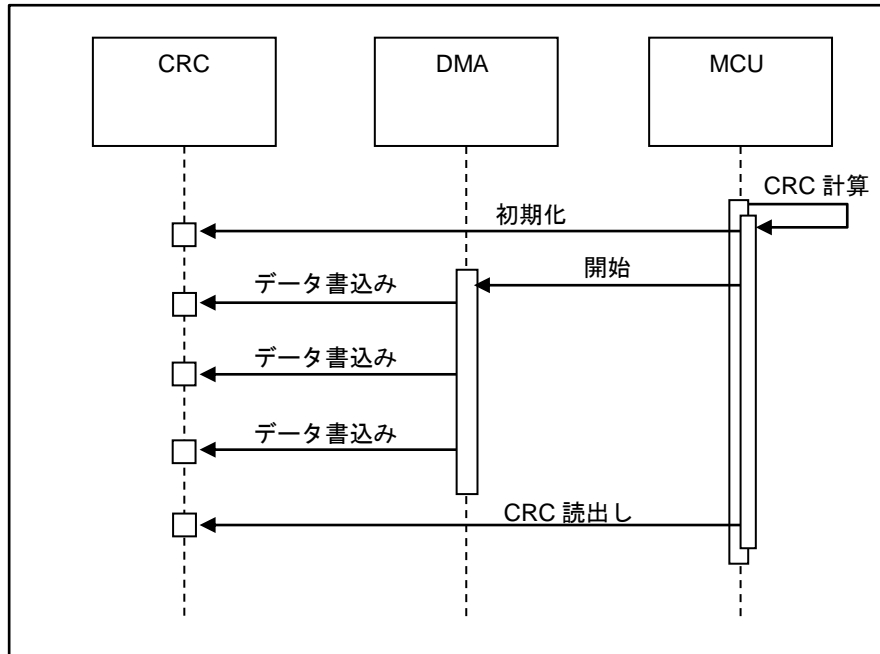 CRC
DMA
MCU
CRC 計算
初期化
開始
データ書込み
データ書込み
データ書込み
CRC 読出し